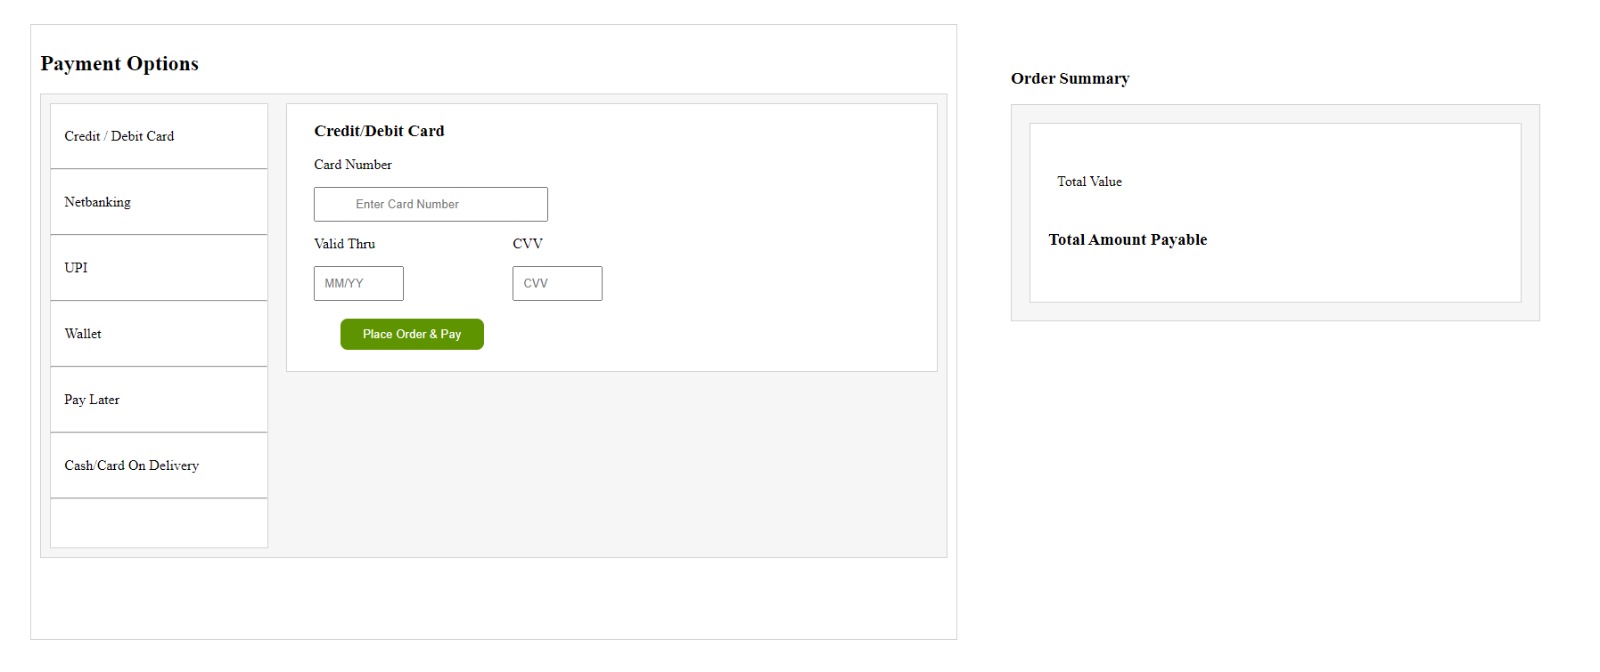 Payment Options
Credit / Debit Card
Netbanking
UPI
Wallet
Pay Later
Cash/Card On Delivery
Credit/Debit Card
Card Number
Enter Card Number
Valid Thru CVV
MM/YY CVV
Place Order & Pay
Order Summary
Total Value
Total Amount Payable